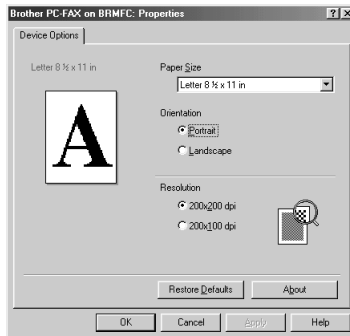 Brother PC-FAX on BRMFC: Properties
Device Options
Letter 8 ½ x 11 in
A
Paper Size
Letter 8 ½ x 11 in
Orientation
Portrait
Landscape
Resolution
200x200 dpi
200x100 dpi
Restore Defaults About
OK Cancel Apply Help